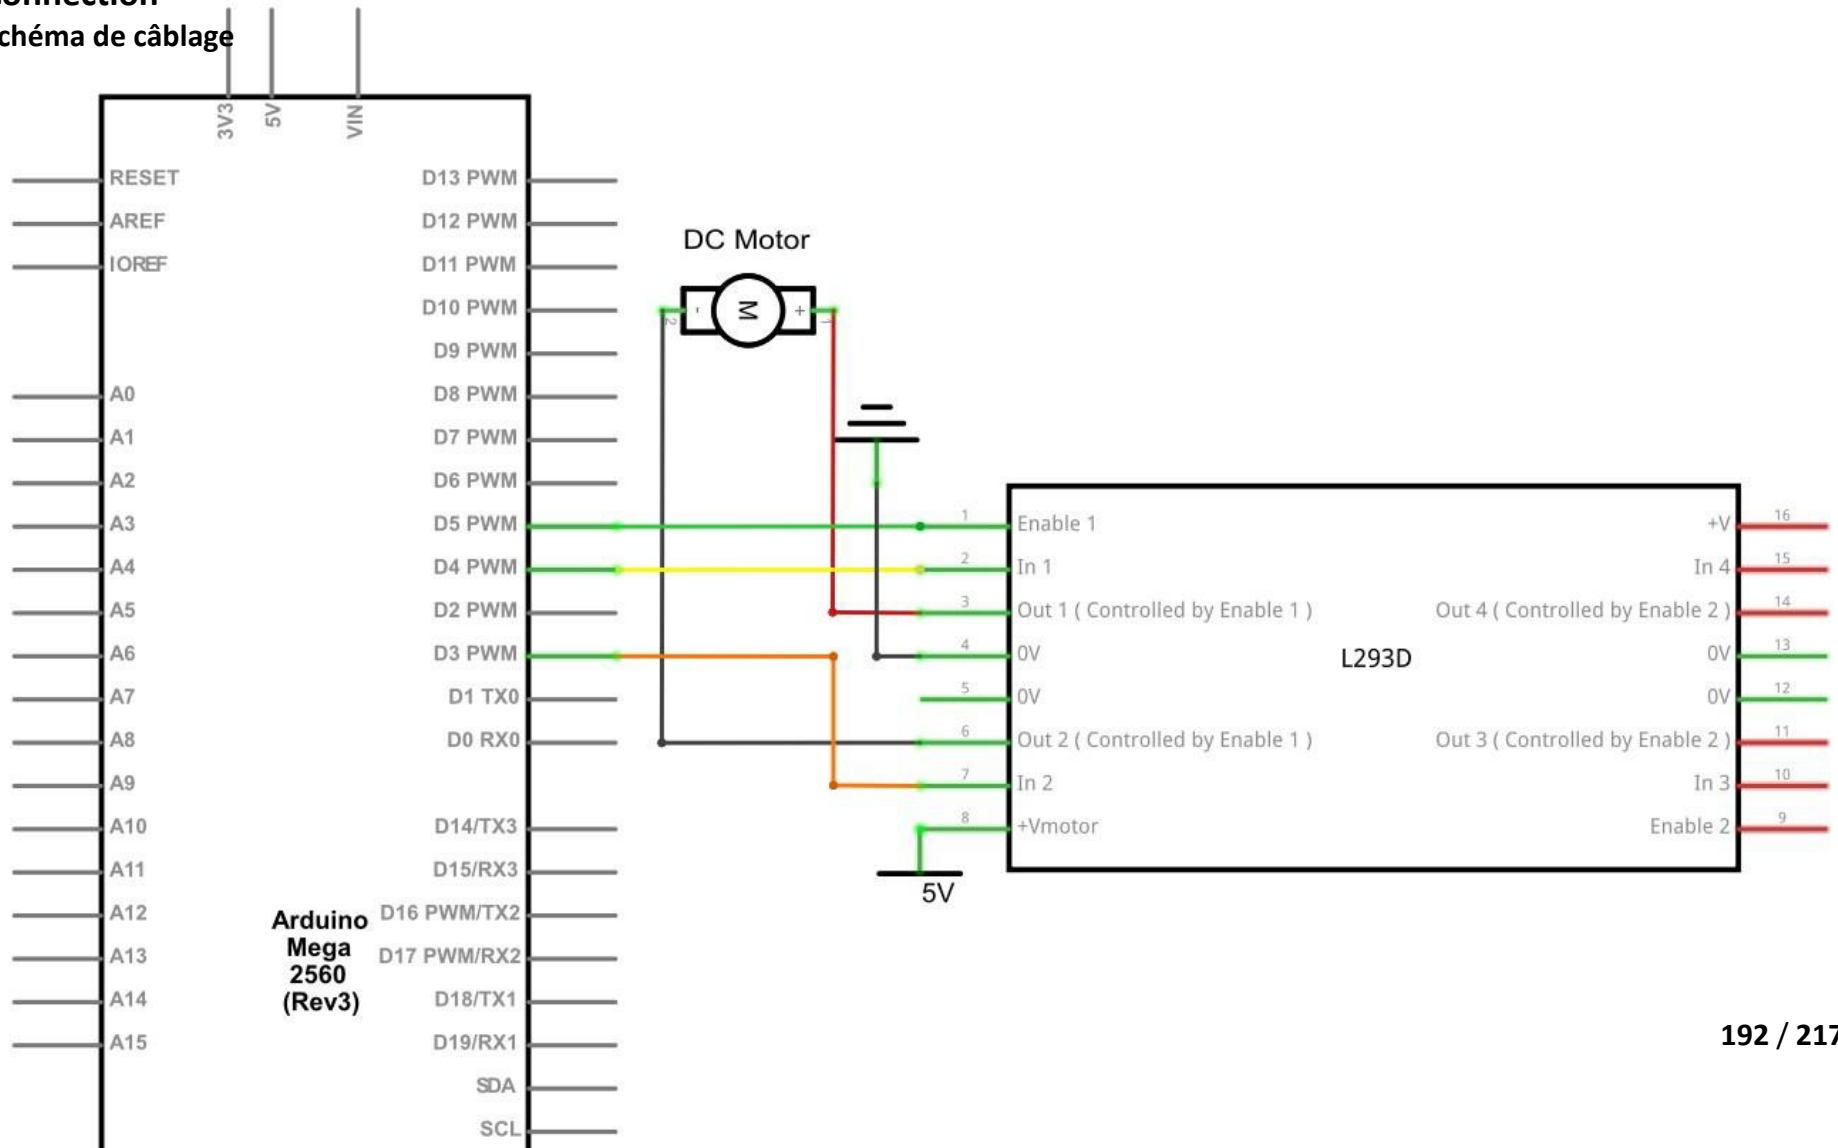 onnection
chéma de câblage
3V3
5V
VIN
RESET
AREF
IOREF
A0
A1
A2
A3
A4
A5
A6
A7
A8
A9
A10
A11
A12
A13
A14
A15
Arduino
Mega
2560
(Rev3)
D13 PWM
D12 PWM
D11 PWM
D10 PWM
D9 PWM
D8 PWM
D7 PWM
D6 PWM
D5 PWM
D4 PWM
D2 PWM
D3 PWM
D1 TX0
D0 RX0
D14/TX3
D15/RX3
D16 PWM/TX2
D17 PWM/RX2
D18/TX1
D19/RX1
SDA
SCL
DC Motor
2 - M + 1
1 Enable 1
2 In 1
3 Out 1 ( Controlled by Enable 1 )
4 0V
5 0V
6 Out 2 ( Controlled by Enable 1 )
7 In 2
8 +Vmotor
5V
L293D
+V 16
In 4 15
Out 4 ( Controlled by Enable 2 ) 14
0V 13
0V 12
Out 3 ( Controlled by Enable 2 ) 11
In 3 10
Enable 2 9
192 / 217